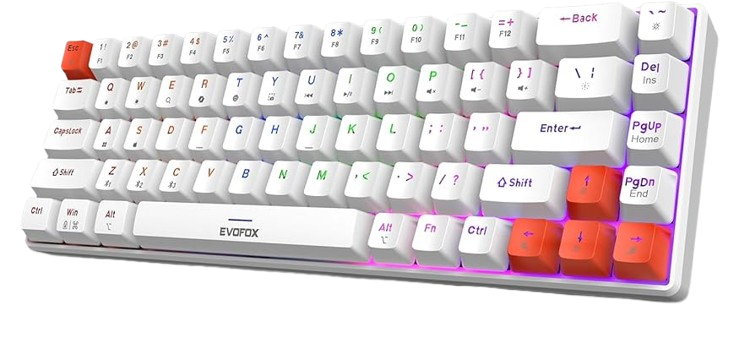 Esc 1! F1 2@ F2 3# F3 4$ F4 5% F5 6^ F6 7& F7 8* F8 9( F9 0) F10 -_ F11 =+ F12 ←Back `~
Tab Q W E R T Y U I O P [{ ]} \| Del Ins
CapsLock A S D F G H J K L ;: '" Enter↵ PgUp Home
⇧Shift Z X C V B N M ,< .> /? ⇧Shift ↑ PgDn End
Ctrl Win Alt EVOFOX Alt Fn Ctrl ← ↓ →